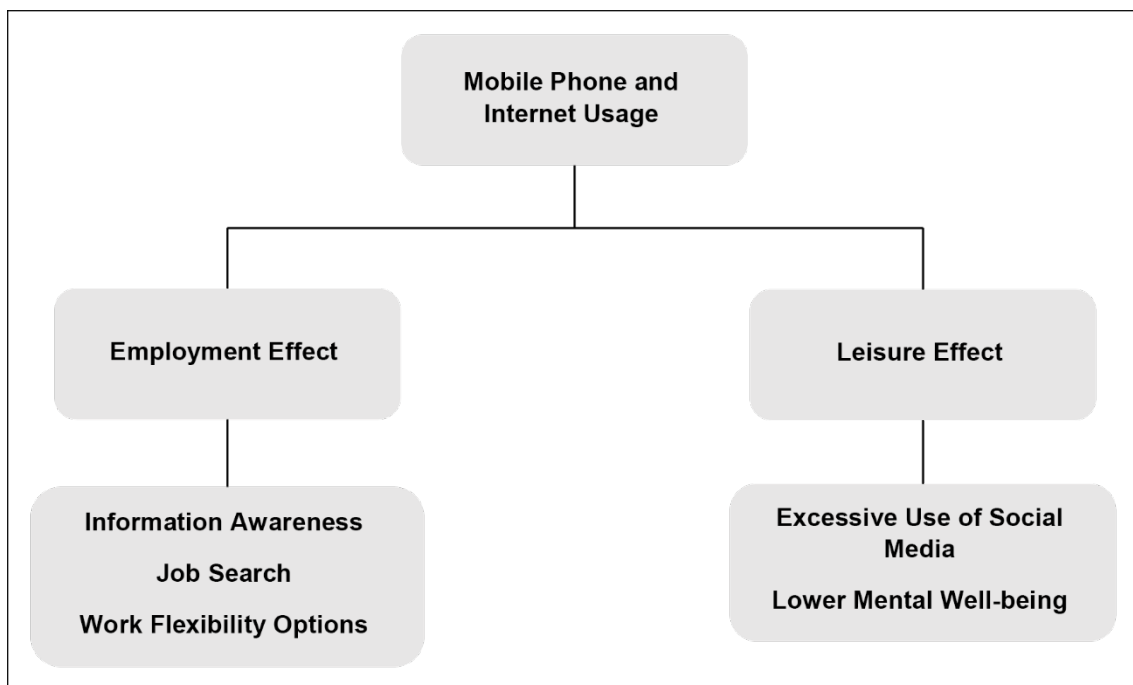 Mobile Phone and
Internet Usage
Employment Effect
Leisure Effect
Information Awareness
Job Search
Work Flexibility Options
Excessive Use of Social
Media
Lower Mental Well-being